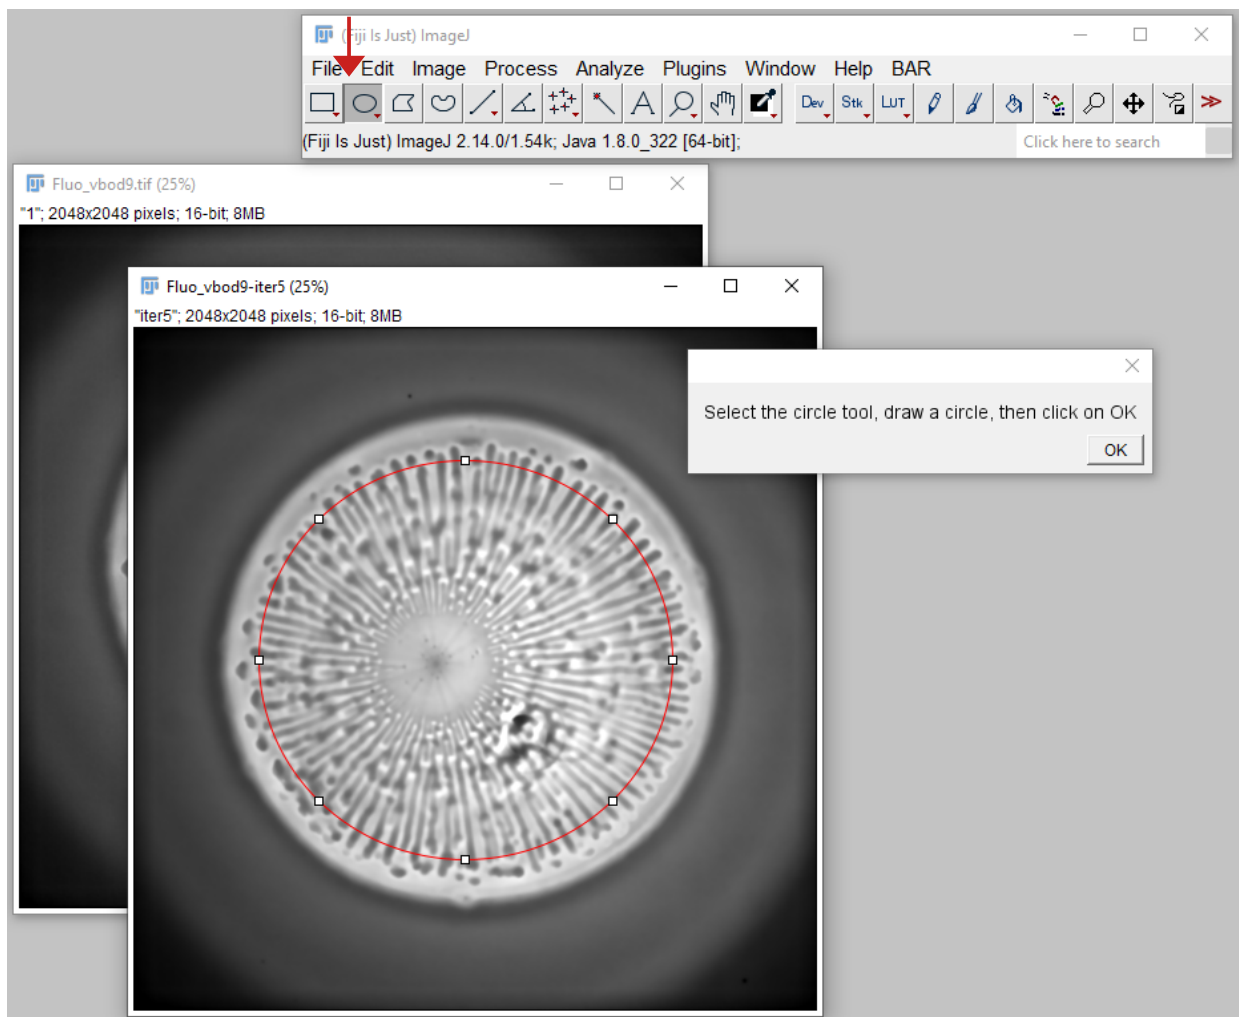 (Fiji Is Just) ImageJ
File Edit Image Process Analyze Plugins Window Help BAR
Dev Stk LUT
(Fiji Is Just) ImageJ 2.14.0/1.54k; Java 1.8.0_322 [64-bit];
Click here to search
Fluo_vbod9.tif (25%)
"1"; 2048x2048 pixels; 16-bit; 8MB
Fluo_vbod9-iter5 (25%)
"iter5"; 2048x2048 pixels; 16-bit; 8MB
Select the circle tool, draw a circle, then click on OK
OK